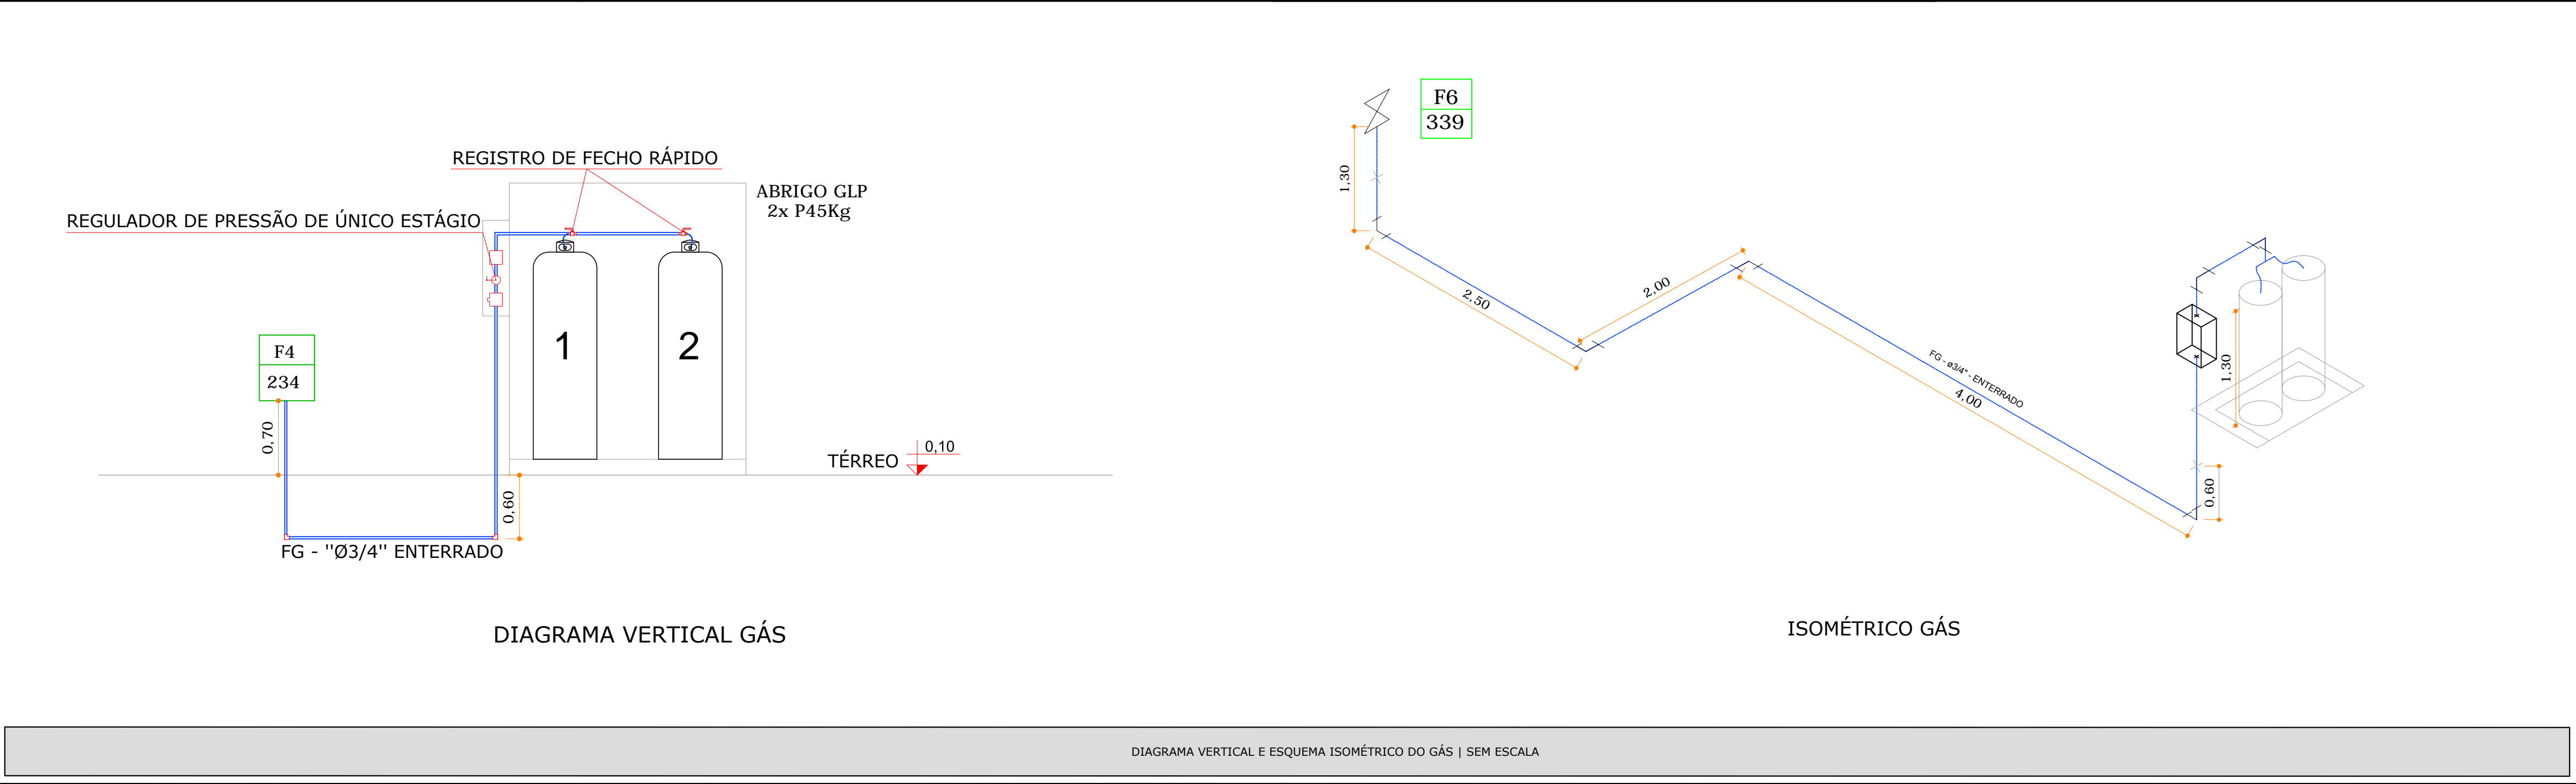 REGISTRO DE FECHO RÁPIDO
ABRIGO GLP
2x P45Kg
REGULADOR DE PRESSÃO DE ÚNICO ESTÁGIO
1
2
F4
234
0,70
0,60
TÉRREO
0,10
FG - ''Ø3/4'' ENTERRADO
DIAGRAMA VERTICAL GÁS
F6
339
1,30
2,50
2,00
FG - ø3/4" - ENTERRADO
4,00
1,30
0,60
ISOMÉTRICO GÁS
DIAGRAMA VERTICAL E ESQUEMA ISOMÉTRICO DO GÁS | SEM ESCALA